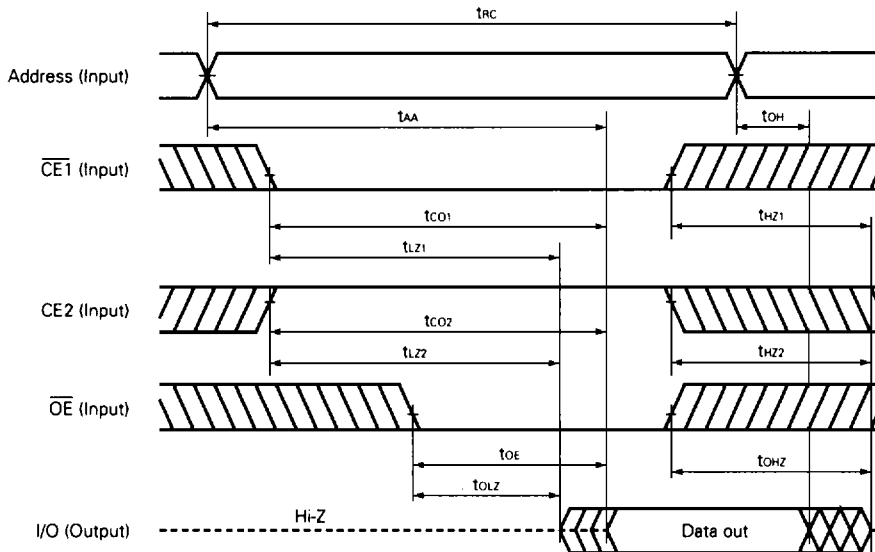 tRC
Address (Input)
tAA
tOH
CE1 (Input)
tCO1
tHZ1
tLZ1
CE2 (Input)
tCO2
tLZ2
tHZ2
OE (Input)
tOE
tOHZ
tOLZ
Hi-Z
I/O (Output)
Data out